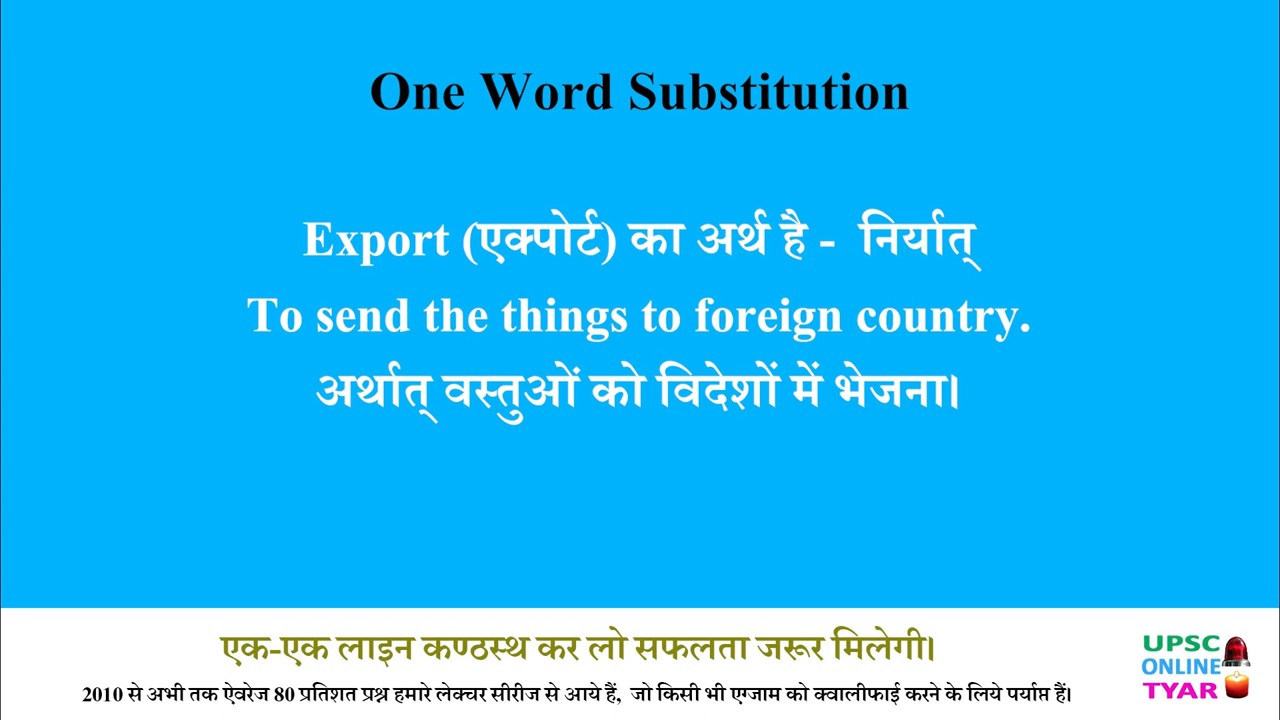 One Word Substitution
Export (एक्पोर्ट) का अर्थ है - निर्यात्
To send the things to foreign country.
अर्थात् वस्तुओं को विदेशों में भेजना।
एक-एक लाइन कण्ठस्थ कर लो सफलता जरूर मिलेगी।
2010 से अभी तक ऐवरेज 80 प्रतिशत प्रश्न हमारे लेक्चर सीरीज से आये हैं, जो किसी भी एग्जाम को क्वालीफाई करने के लिये पर्याप्त हैं।
UPSC
ONLINE
TYAR